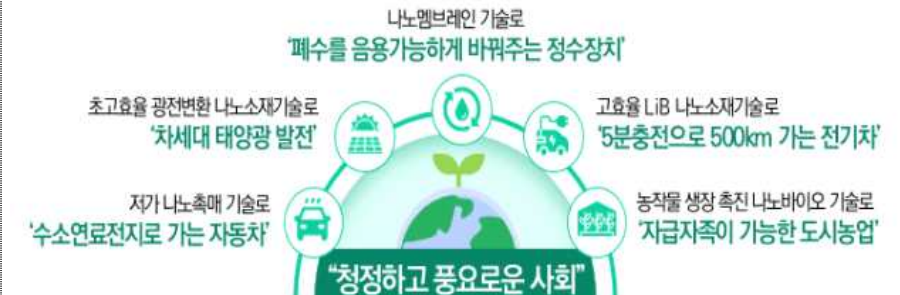 나노멤브레인 기술로
'폐수를 음용가능하게 바꿔주는 정수장치'
초고효율 광전변환 나노소재기술로
'차세대 태양광 발전'
고효율 LiB 나노소재기술로
'5분충전으로 500km 가는 전기차'
저가 나노촉매 기술로
'수소연료전지로 가는 자동차'
농작물 생장 촉진 나노바이오 기술로
'자급자족이 가능한 도시농업'
"청정하고 풍요로운 사회"